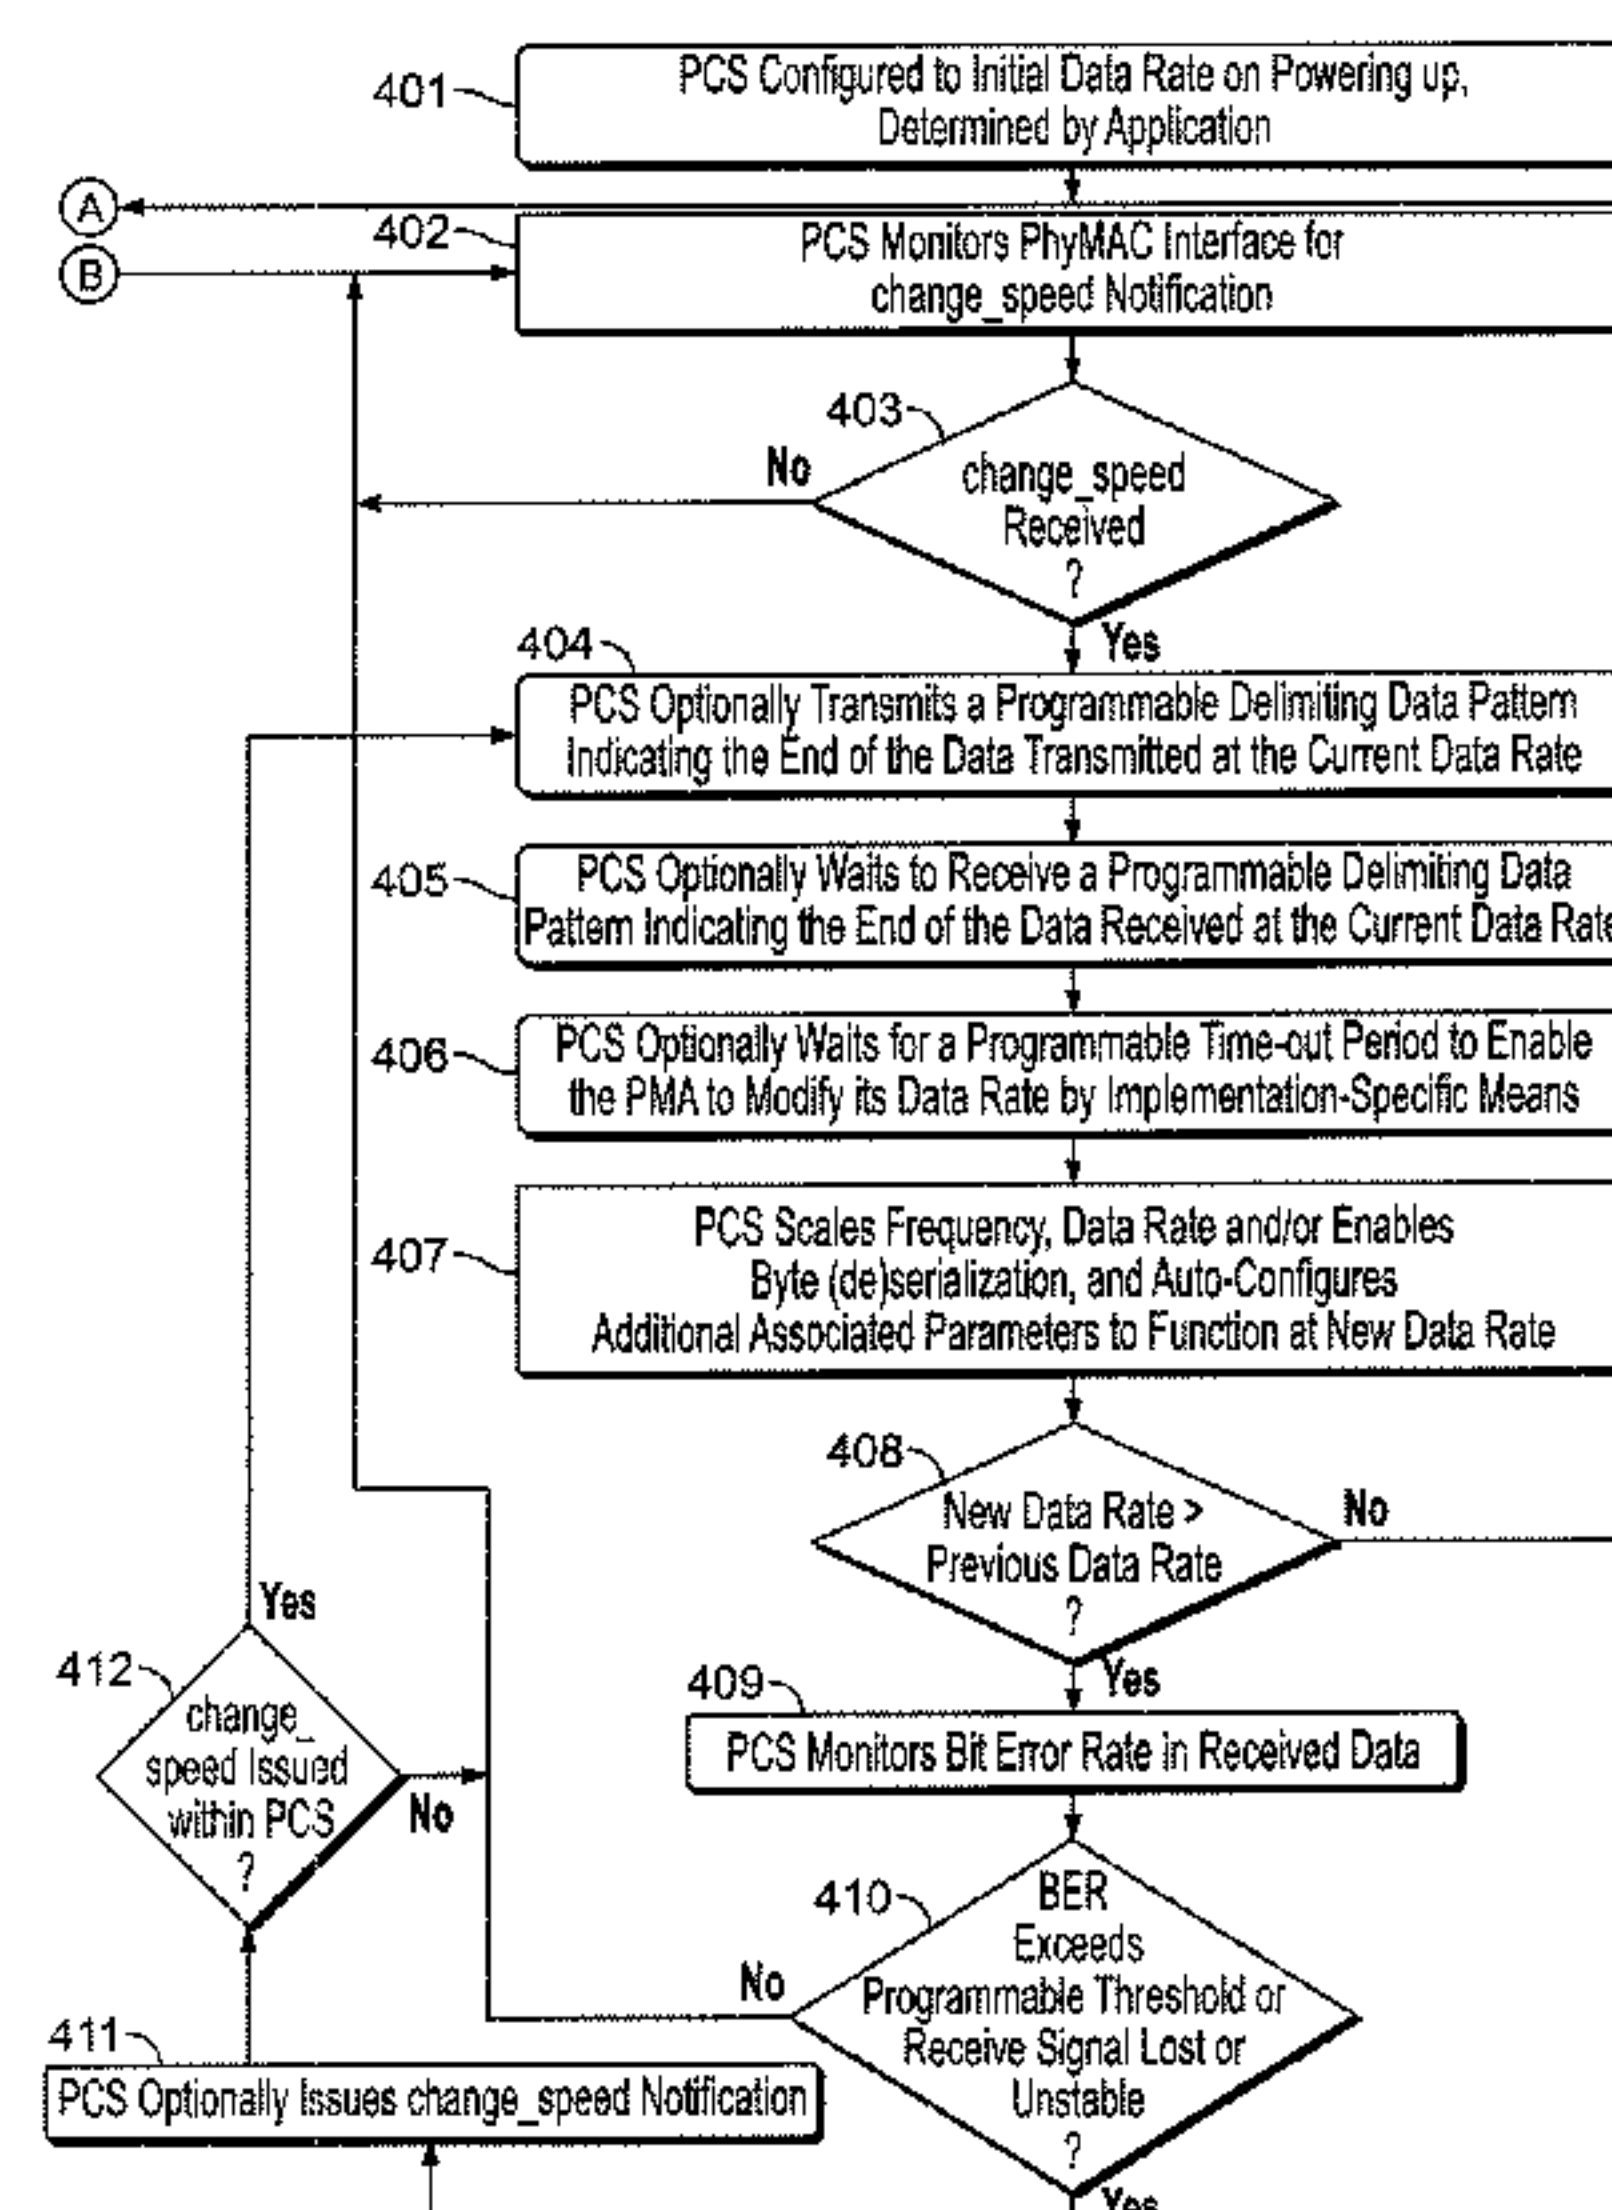 401
PCS Configured to Initial Data Rate on Powering up,
Determined by Application
A
402
PCS Monitors PhyMAC Interface for
change_speed Notification
B
403
No
change_speed
Received
?
Yes
404
PCS Optionally Transmits a Programmable Delimiting Data Pattern
Indicating the End of the Data Transmitted at the Current Data Rate
405
PCS Optionally Waits to Receive a Programmable Delimiting Data
Pattern Indicating the End of the Data Received at the Current Data Rate
406
PCS Optionally Waits for a Programmable Time-out Period to Enable
the PMA to Modify its Data Rate by Implementation-Specific Means
407
PCS Scales Frequency, Data Rate and/or Enables
Byte (de)serialization, and Auto-Configures
Additional Associated Parameters to Function at New Data Rate
408
New Data Rate >
Previous Data Rate
?
No
Yes
409
PCS Monitors Bit Error Rate in Received Data
Yes
412
change_
speed Issued
within PCS
?
No
410
BER
Exceeds
Programmable Threshold or
Receive Signal Lost or
Unstable
?
No
Yes
411
PCS Optionally Issues change_speed Notification